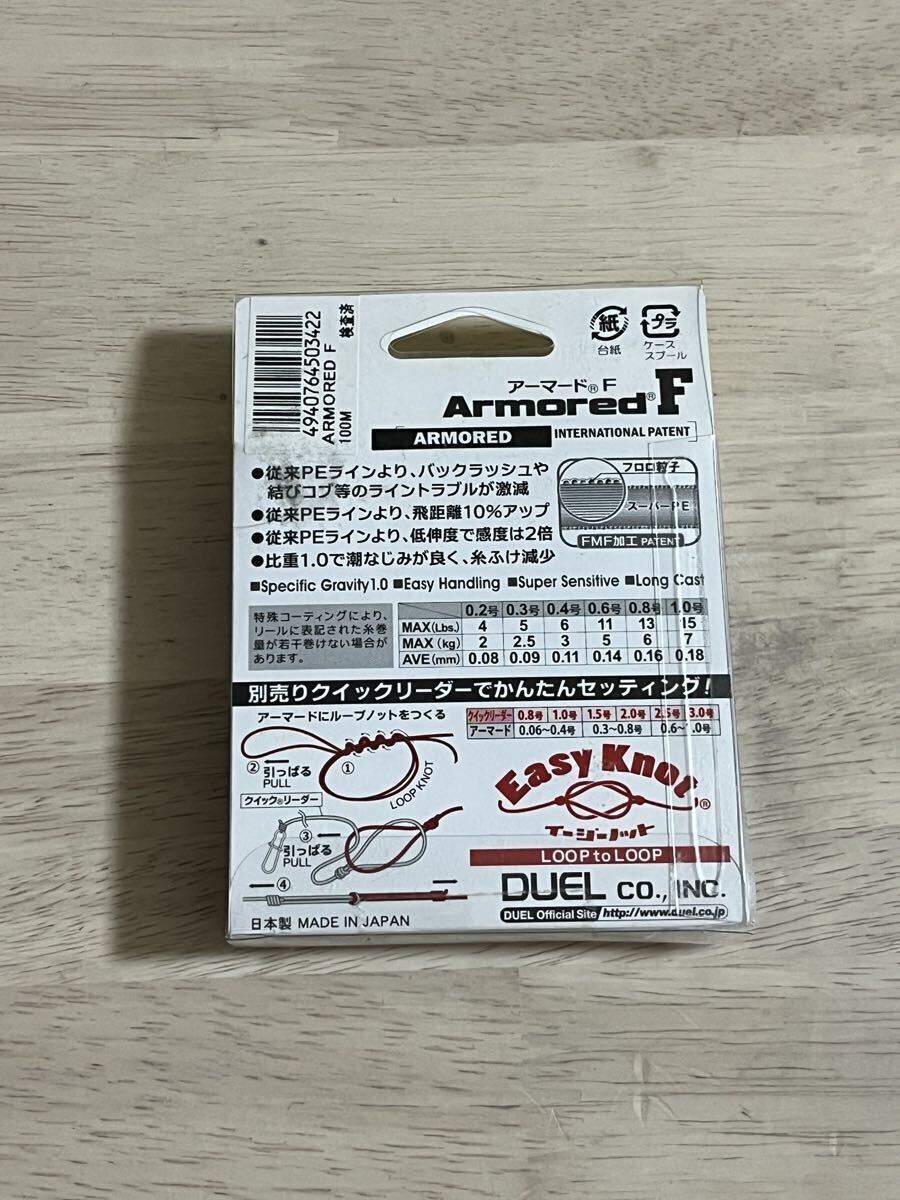 4940764503422
ARMORED F
100M
検査済
紙
台紙
プラ
ケース
スプール
アーマード® F
Armored® F
ARMORED
INTERNATIONAL PATENT
●従来PEラインより、バックラッシュや
結びコブ等のライントラブルが激減
●従来PEラインより、飛距離10%アップ
●従来PEラインより、低伸度で感度は2倍
●比重1.0で潮なじみが良く、糸ふけ減少
フロロ粒子
スーパーPE
FMF加工 PATENT
■Specific Gravity1.0 ■Easy Handling ■Super Sensitive ■Long Cast
特殊コーティングにより、
リールに表記された糸巻
量が若干巻けない場合が
あります。
0.2号 0.3号 0.4号 0.6号 0.8号 1.0号
MAX(Lbs.) 4 5 6 11 13 15
MAX(kg) 2 2.5 3 5 6 7
AVE(mm) 0.08 0.09 0.11 0.14 0.16 0.18
別売りクイックリーダーでかんたんセッティング!
アーマードにループノットをつくる
クイックリーダー 0.8号 1.0号 1.5号 2.0号 2.5号 3.0号
アーマード 0.06~0.4号 0.3~0.8号 0.6~1.0号
② 引っぱる
PULL
①
LOOP KNOT
クイック®リーダー
③
引っぱる
PULL
④
Easy Knot®
イージーノット
LOOP to LOOP
DUEL CO., INC.
DUEL Official Site http://www.duel.co.jp
日本製 MADE IN JAPAN